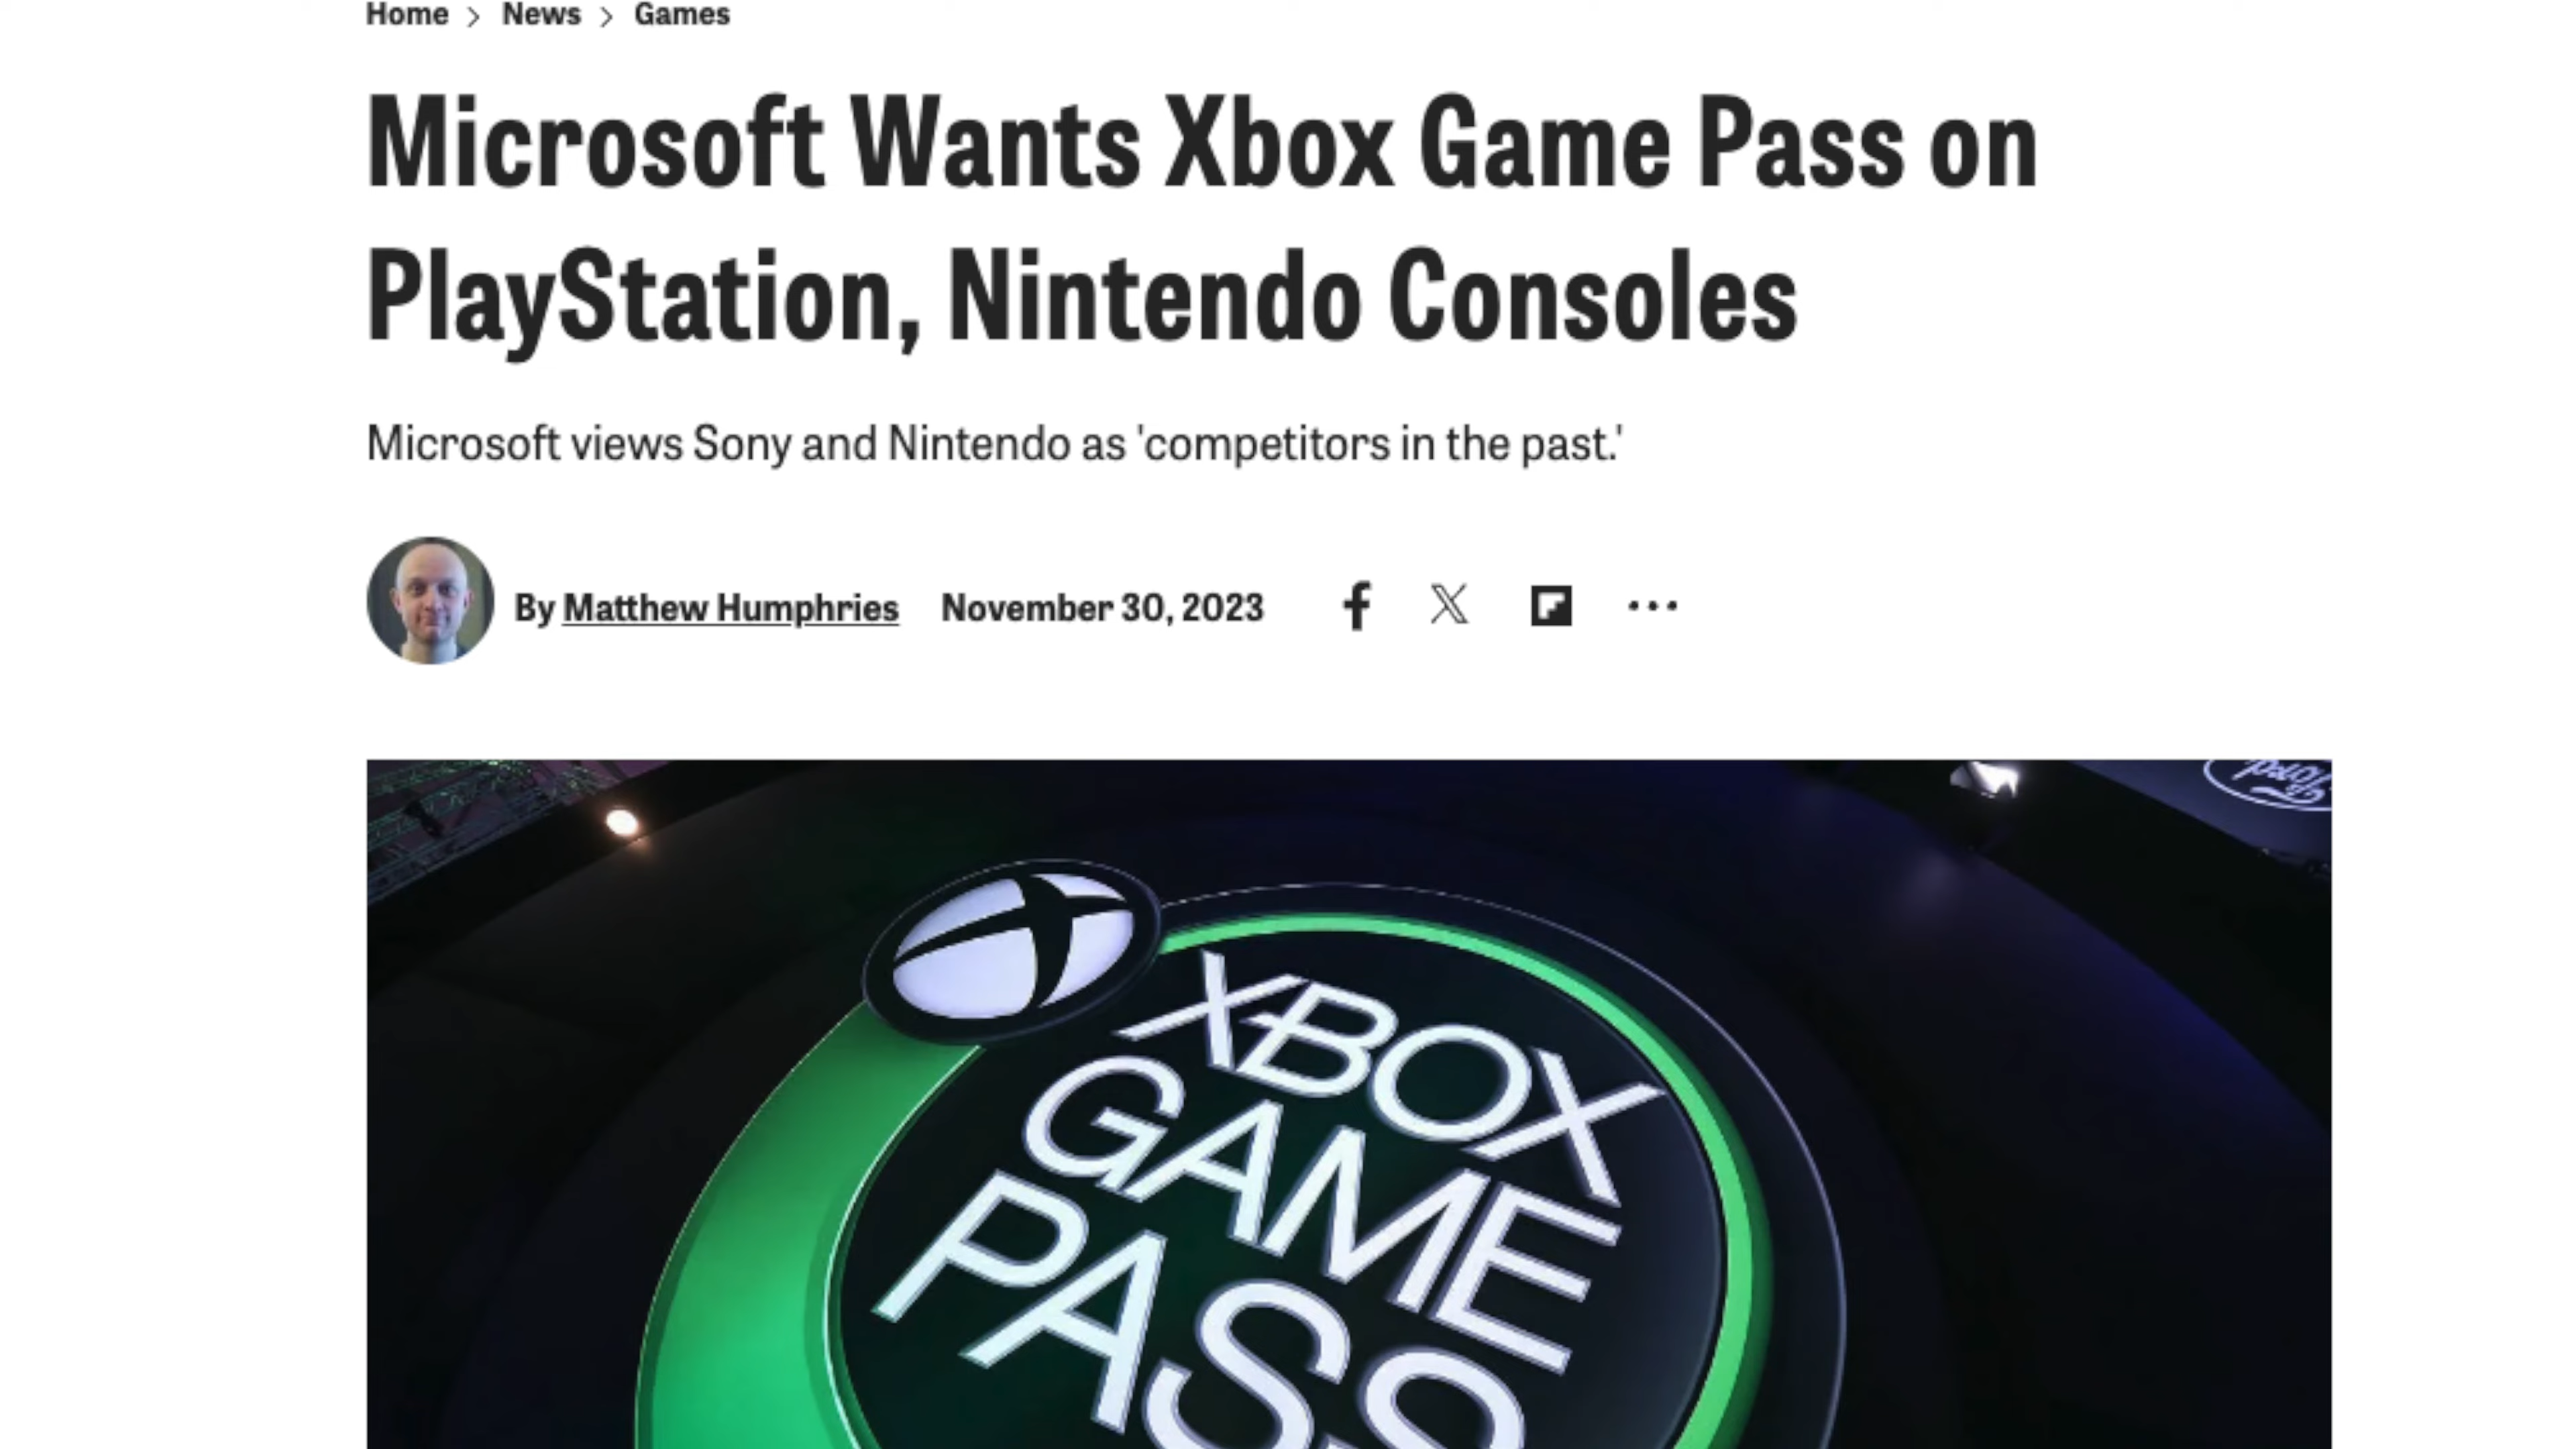 Home > News > Games
Microsoft Wants Xbox Game Pass on
PlayStation, Nintendo Consoles
Microsoft views Sony and Nintendo as 'competitors in the past.'
By Matthew Humphries November 30, 2023
Ford
XBOX
GAME
PASS